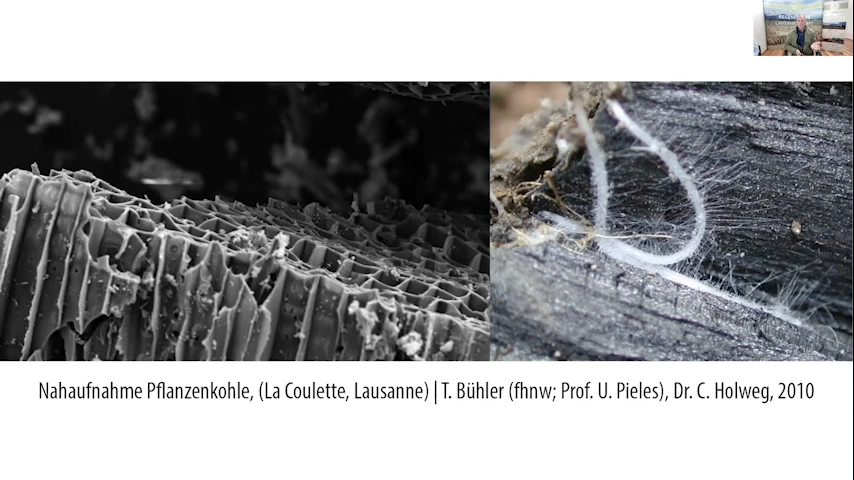 Nahaufnahme Pflanzenkohle, (La Coulette, Lausanne) | T. Bühler (fhnw; Prof. U. Pieles), Dr. C. Holweg, 2010